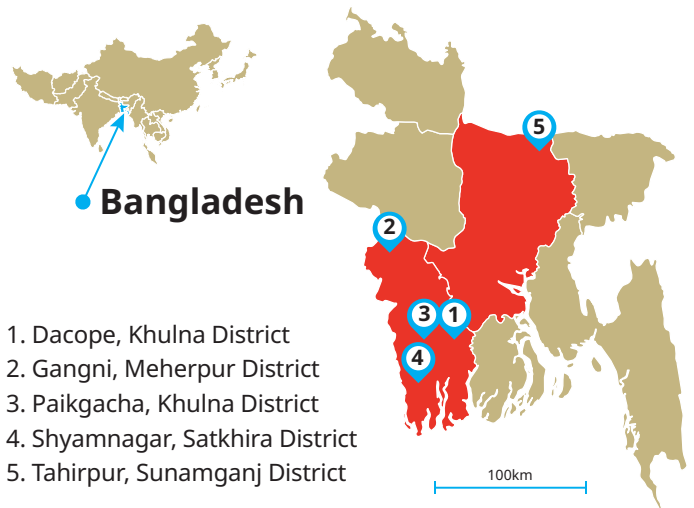 Bangladesh
5
2
3
1
4
1. Dacope, Khulna District
2. Gangni, Meherpur District
3. Paikgacha, Khulna District
4. Shyamnagar, Satkhira District
5. Tahirpur, Sunamganj District
100km